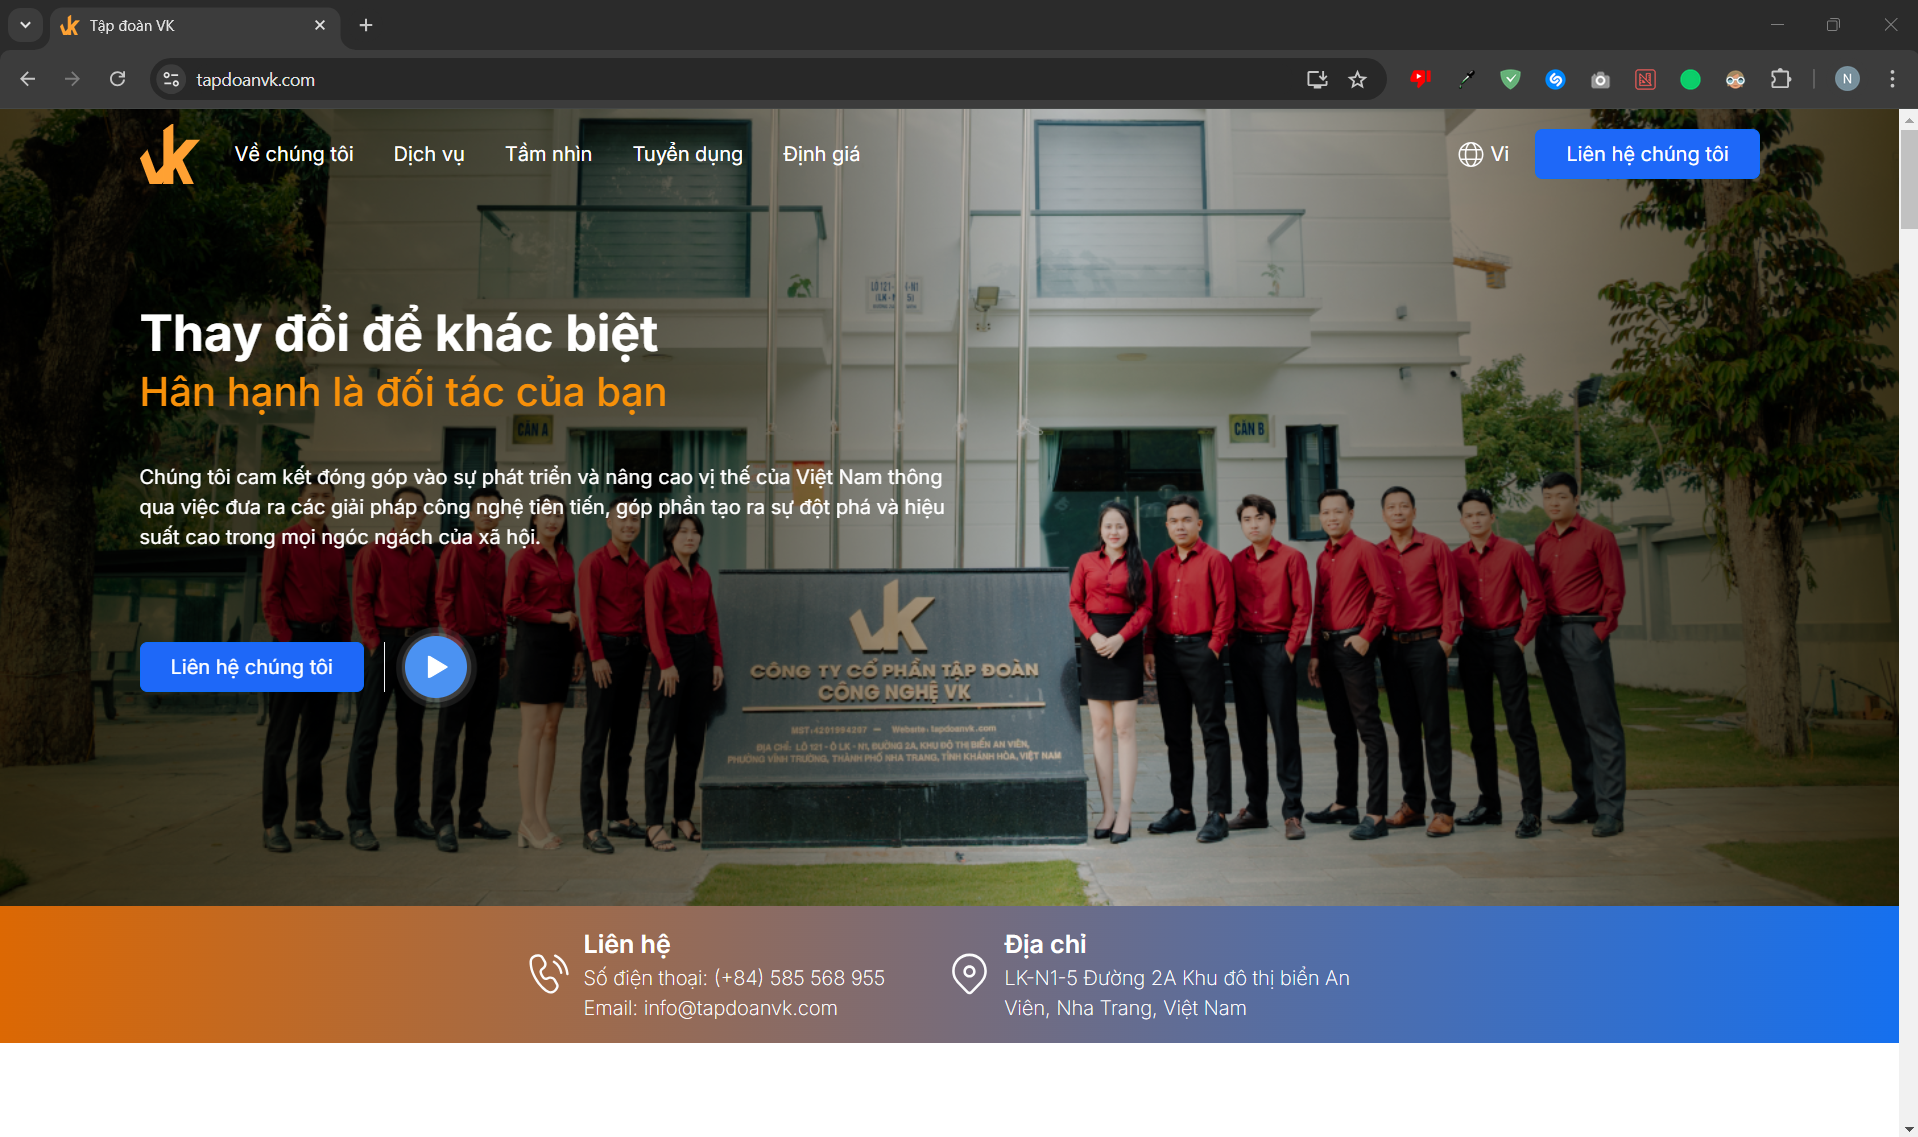 Tập đoàn VK
tapdoanvk.com
N
VK
Về chúng tôi
Dịch vụ
Tầm nhìn
Tuyển dụng
Định giá
Vi
Liên hệ chúng tôi
Thay đổi để khác biệt
Hân hạnh là đối tác của bạn
CĂN A
CĂN B
Chúng tôi cam kết đóng góp vào sự phát triển và nâng cao vị thế của Việt Nam thông
qua việc đưa ra các giải pháp công nghệ tiên tiến, góp phần tạo ra sự đột phá và hiệu
suất cao trong mọi ngóc ngách của xã hội.
Liên hệ chúng tôi
VK
CÔNG TY CỔ PHẦN TẬP ĐOÀN
CÔNG NGHỆ VK
MST: 4201994207 – Website: tapdoanvk.com
ĐỊA CHỈ: LÔ 121 - Ô LK - N1, ĐƯỜNG 2A, KHU ĐÔ THỊ BIỂN AN VIÊN,
PHƯỜNG VĨNH TRƯỜNG, THÀNH PHỐ NHA TRANG, TỈNH KHÁNH HÒA, VIỆT NAM
Liên hệ
Số điện thoại: (+84) 585 568 955
Email: info@tapdoanvk.com
Địa chỉ
LK-N1-5 Đường 2A Khu đô thị biển An
Viên, Nha Trang, Việt Nam